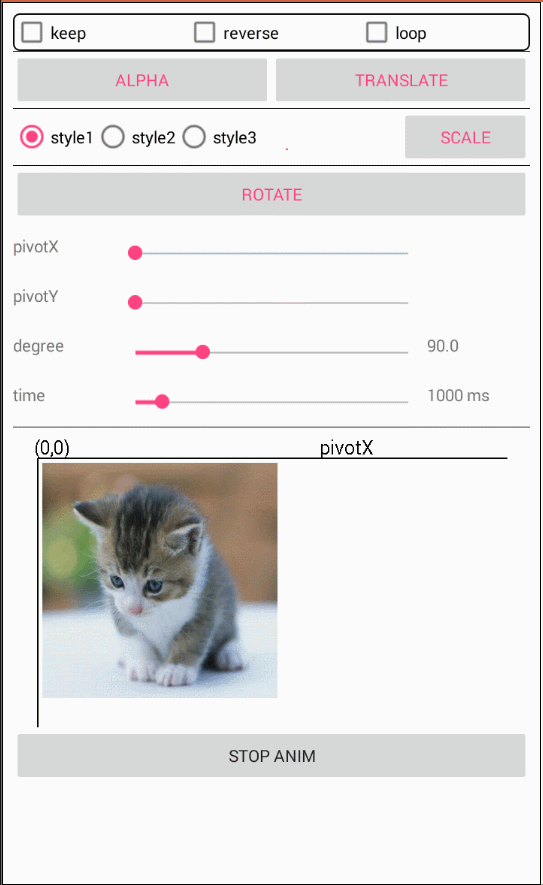 keep reverse loop
ALPHA TRANSLATE
style1 style2 style3 SCALE
ROTATE
pivotX
pivotY
degree 90.0
time 1000 ms
(0,0) pivotX
STOP ANIM